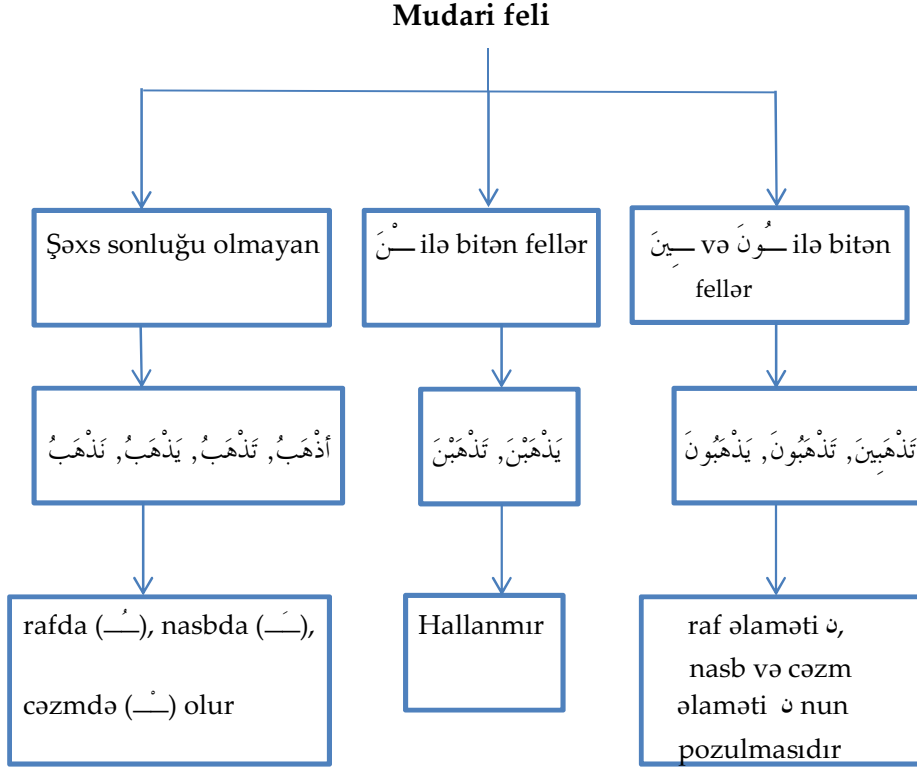 Mudari feli
Şəxs sonluğu olmayan
ـــْنَ ilə bitən fellər
ـــِينَ və ـــُونَ ilə bitən
fellər
أذْهَبُ, تَذْهَبُ, يَذْهَبُ, نَذْهَبُ
يَذْهَبْنَ, تَذْهَبْنَ
تَذْهَبِينَ, تَذْهَبُونَ, يَذْهَبُونَ
rafda (ـــُـ), nasbda (ـــَـ),
cəzmdə (ـــْـ) olur
Hallanmır
raf əlaməti ن,
nasb və cəzm
əlaməti ن nun
pozulmasıdır